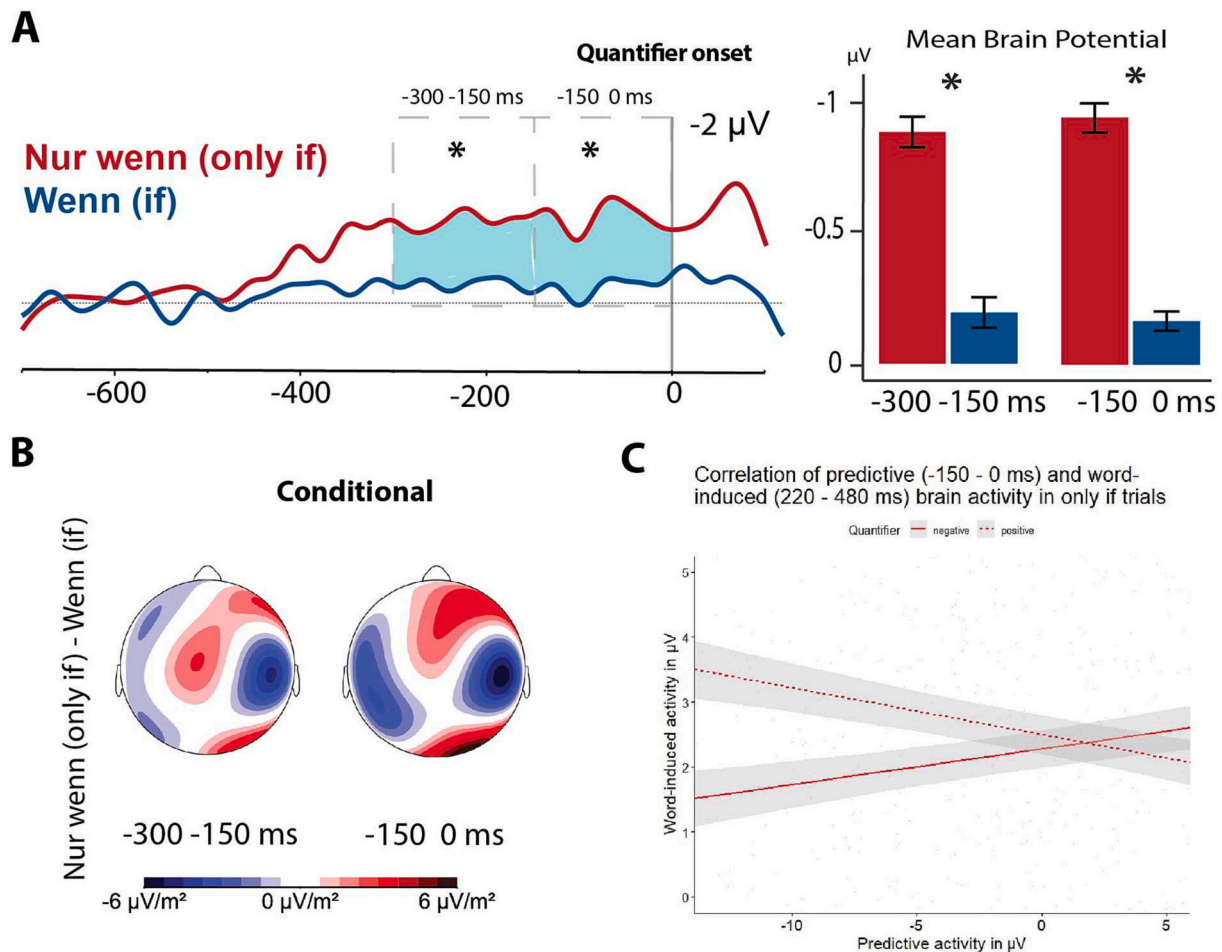 A
Quantifier onset
-300 -150 ms
-150 0 ms
-2 µV
*
*
Nur wenn (only if)
Wenn (if)
-600
-400
-200
0
Mean Brain Potential
µV
*
*
-1
-0.5
0
-300 -150 ms
-150 0 ms
B
Conditional
Nur wenn (only if) - Wenn (if)
-300 -150 ms
-150 0 ms
-6 µV/m²
0 µV/m²
6 µV/m²
C
Correlation of predictive (-150 - 0 ms) and word-
induced (220 - 480 ms) brain activity in only if trials
Quantifier negative positive
Word-induced activity in µV
5
4
3
2
1
0
-10
-5
0
5
Predictive activity in µV